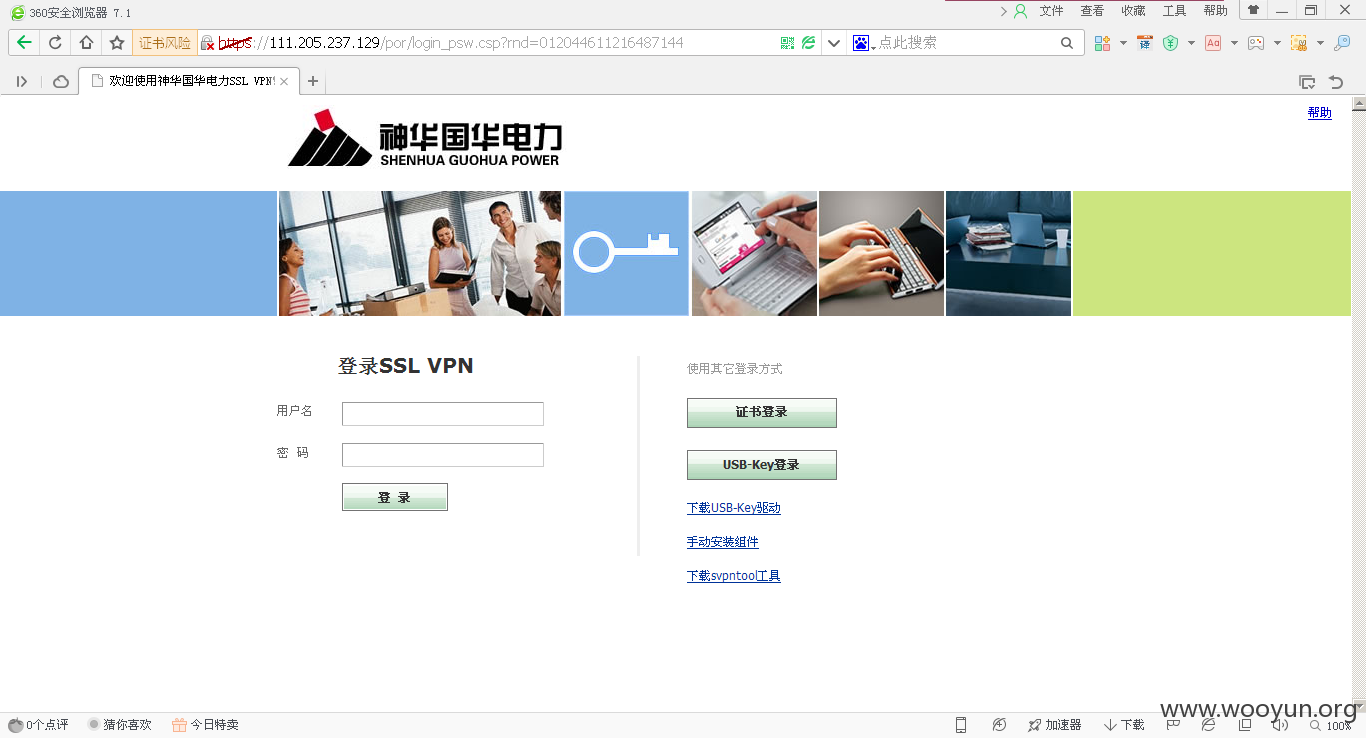 360安全浏览器 7.1
文件 查看 收藏 工具 帮助
证书风险 https://111.205.237.129/por/login_psw.csp?rnd=012044611216487144
点此搜索
译
Aa
欢迎使用神华国华电力SSL VPN
帮助
神华国华电力
SHENHUA GUOHUA POWER
登录SSL VPN
用户名
密 码
登 录
使用其它登录方式
证书登录
USB-Key登录
下载USB-Key驱动
手动安装组件
下载svpntool工具
www.wooyun.org
0个点评 猜你喜欢 今日特卖 加速器 下载 100%